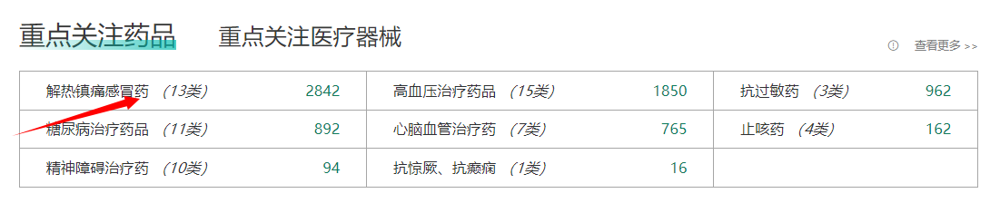 重点关注药品 重点关注医疗器械
查看更多 >>
解热镇痛感冒药 (13类) 2842 高血压治疗药品 (15类) 1850 抗过敏药 (3类) 962
糖尿病治疗药品 (11类) 892 心脑血管治疗药 (7类) 765 止咳药 (4类) 162
精神障碍治疗药 (10类) 94 抗惊厥、抗癫痫 (1类) 16